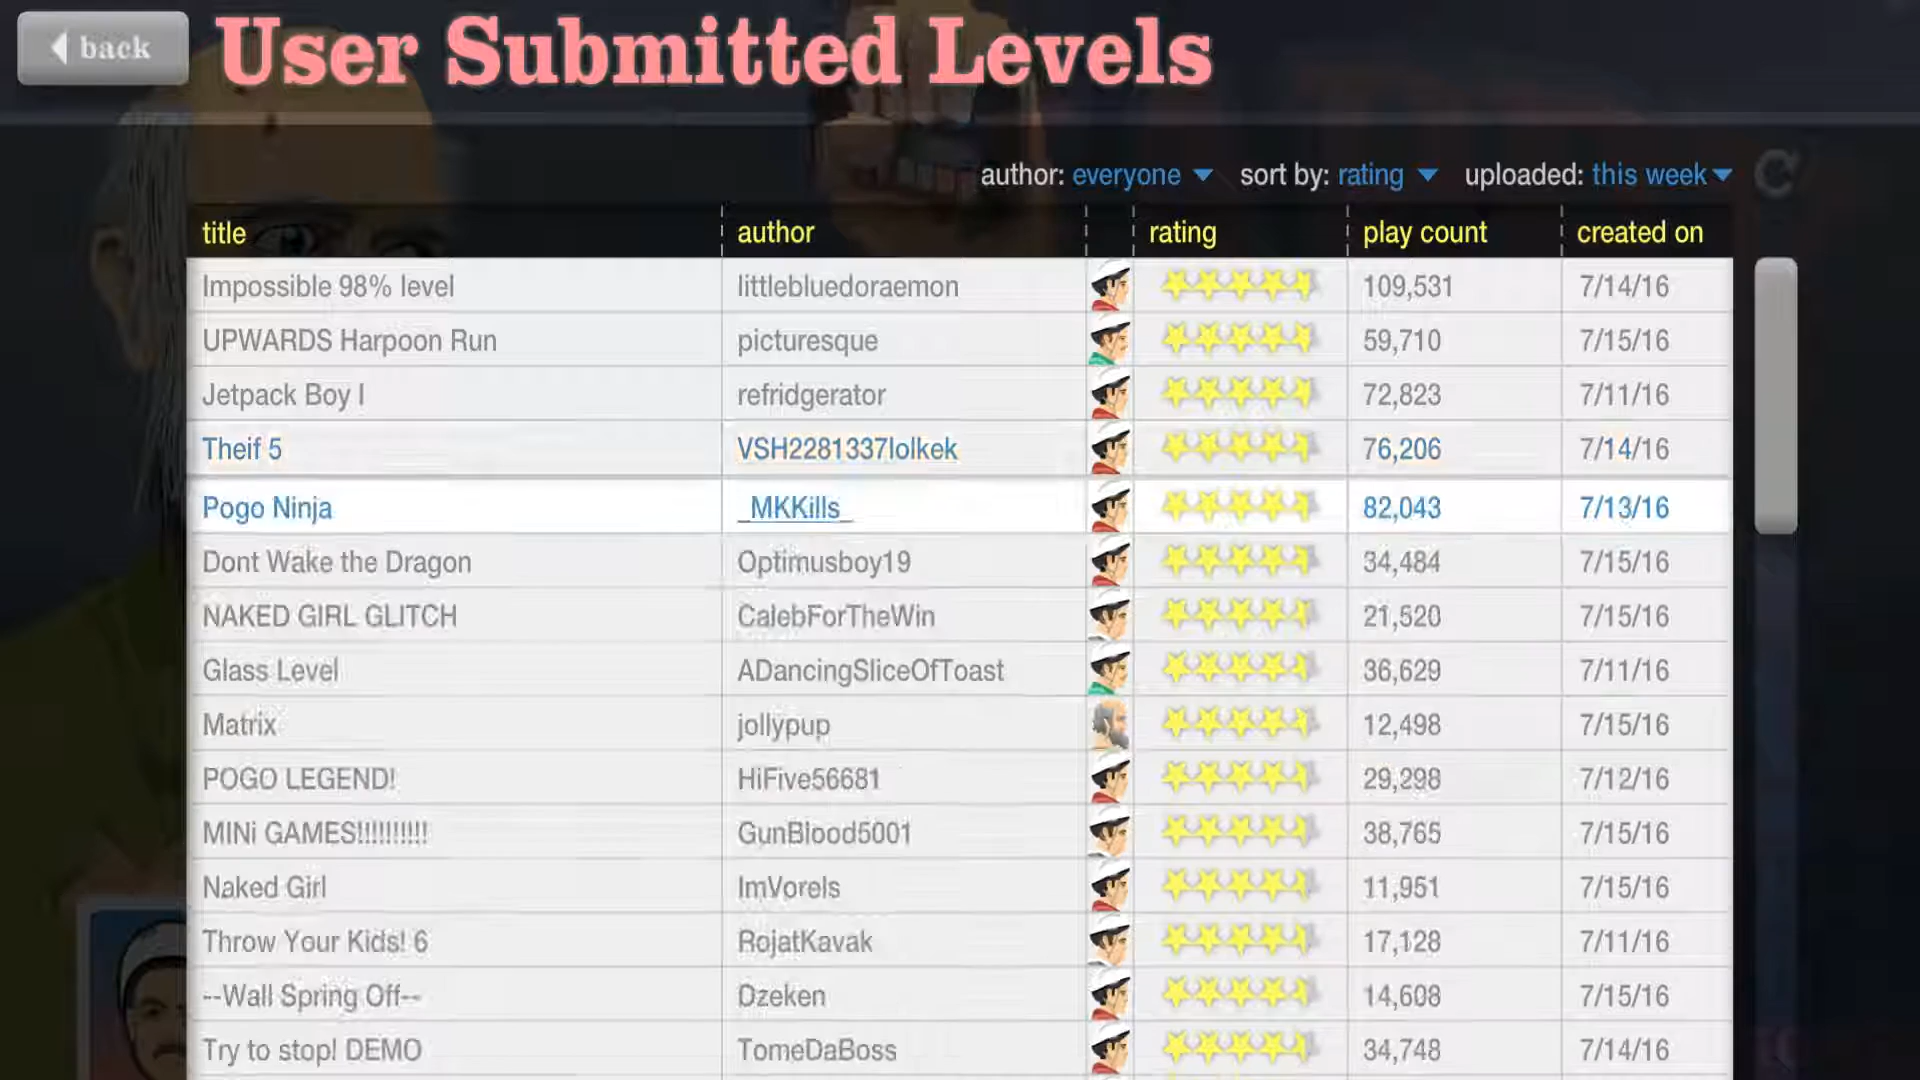 back
User Submitted Levels
author: everyone sort by: rating uploaded: this week
title author rating play count created on
Impossible 98% level littlebluedoraemon 109,531 7/14/16
UPWARDS Harpoon Run picturesque 59,710 7/15/16
Jetpack Boy I refridgerator 72,823 7/11/16
Theif 5 VSH2281337lolkek 76,206 7/14/16
Pogo Ninja _MKKills_ 82,043 7/13/16
Dont Wake the Dragon Optimusboy19 34,484 7/15/16
NAKED GIRL GLITCH CalebForTheWin 21,520 7/15/16
Glass Level ADancingSliceOfToast 36,629 7/11/16
Matrix jollypup 12,498 7/15/16
POGO LEGEND! HiFive56681 29,298 7/12/16
MINi GAMES!!!!!!!!!! GunBlood5001 38,765 7/15/16
Naked Girl ImVorels 11,951 7/15/16
Throw Your Kids! 6 RojatKavak 17,128 7/11/16
--Wall Spring Off-- Dzeken 14,608 7/15/16
Try to stop! DEMO TomeDaBoss 34,748 7/14/16